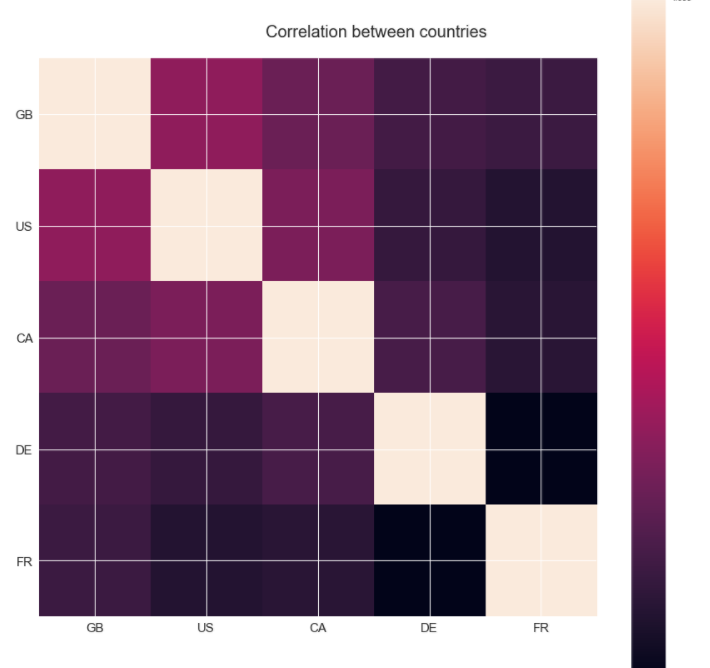 Correlation between countries
GB
US
CA
DE
FR
GB US CA DE FR